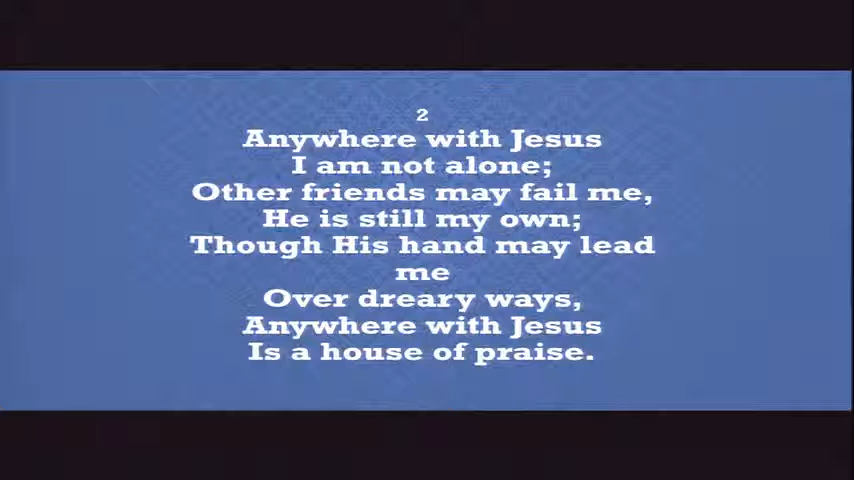 2
Anywhere with Jesus
I am not alone;
Other friends may fail me,
He is still my own;
Though His hand may lead
me
Over dreary ways,
Anywhere with Jesus
Is a house of praise.